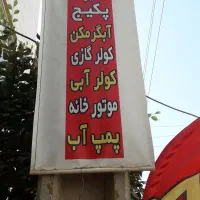 پکیج
آبگرمکن
کولر گازی
کولر آبی
موتور خانه
پمپ آب